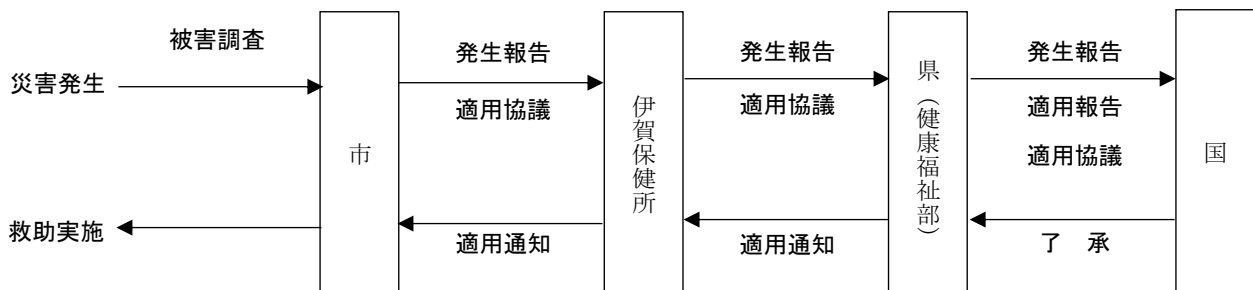 被害調査
災害発生
市
発生報告
適用協議
伊賀保健所
発生報告
適用協議
県（健康福祉部）
発生報告
適用報告
適用協議
国
救助実施
適用通知
適用通知
了　承